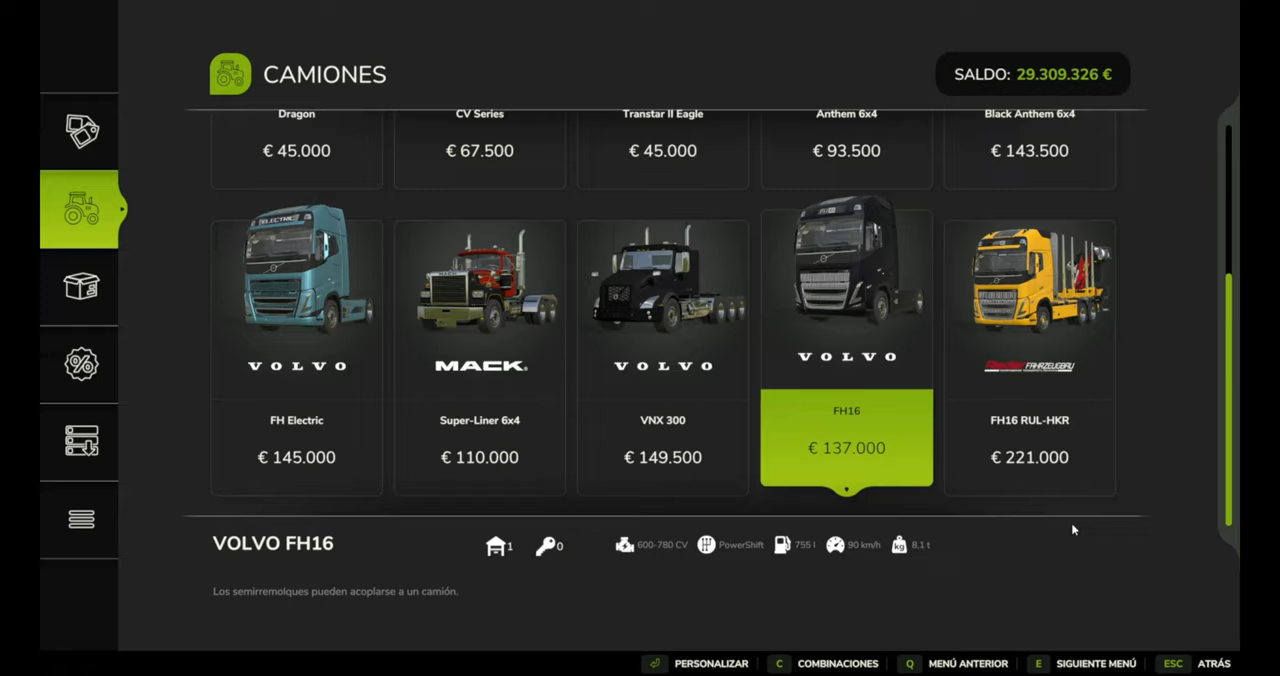 CAMIONES
SALDO: 29.309.326 €
Dragon
€ 45.000
CV Series
€ 67.500
Transtar II Eagle
€ 45.000
Anthem 6x4
€ 93.500
Black Anthem 6x4
€ 143.500
VOLVO
FH Electric
€ 145.000
MACK
Super-Liner 6x4
€ 110.000
VOLVO
VNX 300
€ 149.500
VOLVO
FH16
€ 137.000
FAHRZEUGBAU
FH16 RUL-HKR
€ 221.000
VOLVO FH16
1
0
600-780 CV
PowerShift
755 l
90 km/h
kg 8,1 t
Los semirremolques pueden acoplarse a un camión.
PERSONALIZAR C COMBINACIONES Q MENÚ ANTERIOR E SIGUIENTE MENÚ ESC ATRÁS